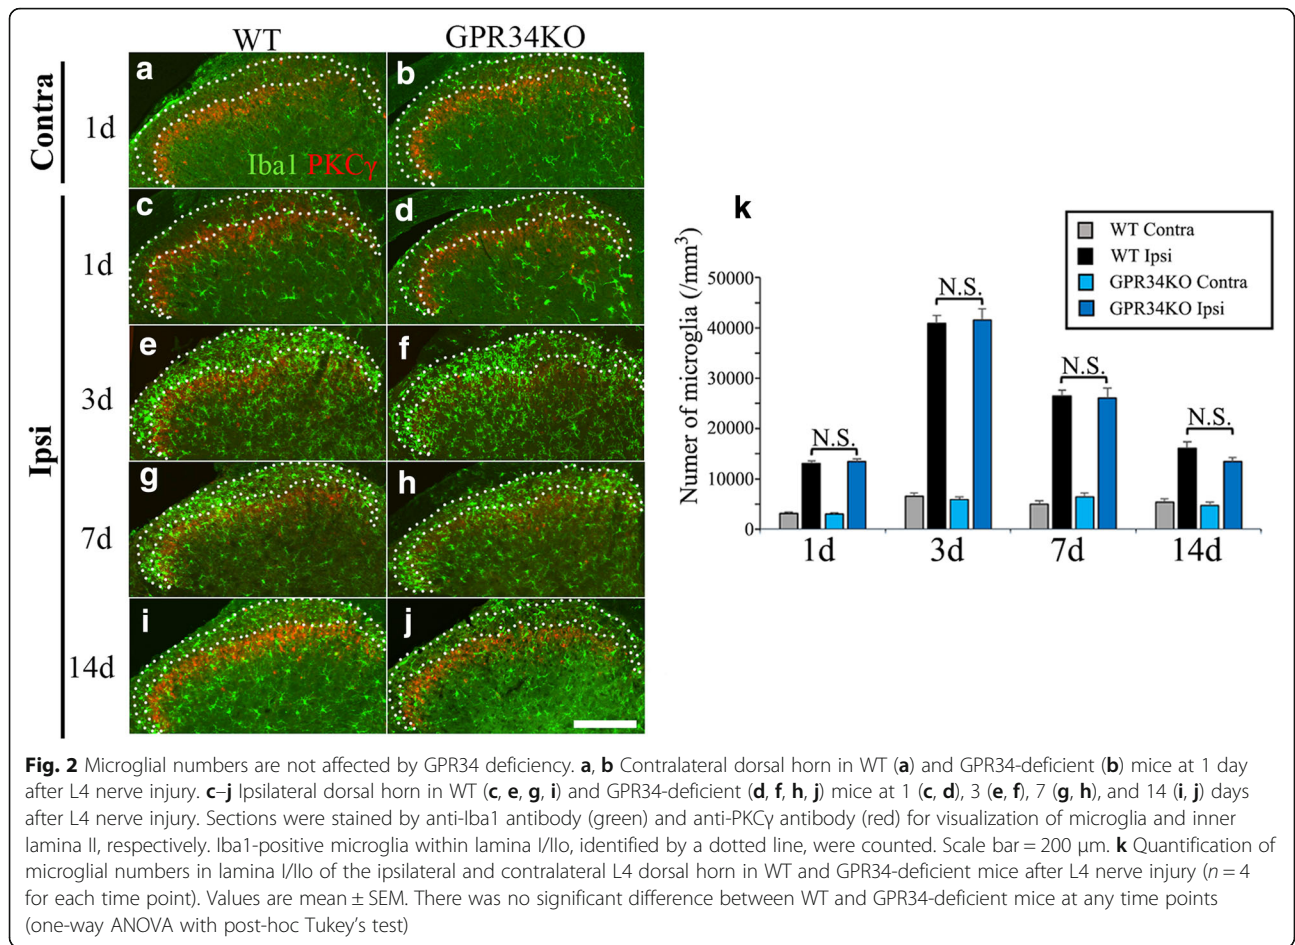 WT GPR34KO
Contra
1d
a
b
Iba1 PKCγ
Ipsi
1d
c
d
3d
e
f
7d
g
h
14d
i
j
k
WT Contra
WT Ipsi
GPR34KO Contra
GPR34KO Ipsi
Numer of microglia (/mm³)
50000
40000
30000
20000
10000
0
N.S.
N.S.
N.S.
N.S.
1d 3d 7d 14d
Fig. 2 Microglial numbers are not affected by GPR34 deficiency. a, b Contralateral dorsal horn in WT (a) and GPR34-deficient (b) mice at 1 day
after L4 nerve injury. c–j Ipsilateral dorsal horn in WT (c, e, g, i) and GPR34-deficient (d, f, h, j) mice at 1 (c, d), 3 (e, f), 7 (g, h), and 14 (i, j) days
after L4 nerve injury. Sections were stained by anti-Iba1 antibody (green) and anti-PKCγ antibody (red) for visualization of microglia and inner
lamina II, respectively. Iba1-positive microglia within lamina I/IIo, identified by a dotted line, were counted. Scale bar = 200 μm. k Quantification of
microglial numbers in lamina I/IIo of the ipsilateral and contralateral L4 dorsal horn in WT and GPR34-deficient mice after L4 nerve injury (n = 4
for each time point). Values are mean ± SEM. There was no significant difference between WT and GPR34-deficient mice at any time points
(one-way ANOVA with post-hoc Tukey's test)